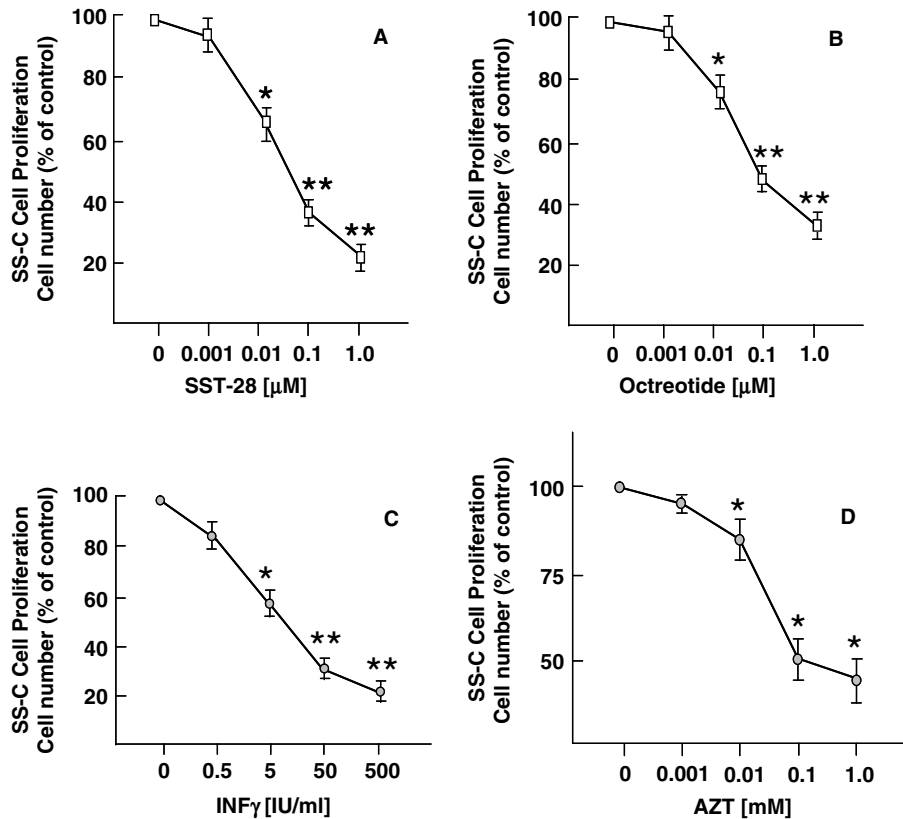 A
SS-C Cell Proliferation
Cell number (% of control)
100
80
60
40
20
*
**
**
0 0.001 0.01 0.1 1.0
SST-28 [μM]
B
SS-C Cell Proliferation
Cell number (% of control)
100
80
60
40
20
*
**
**
0 0.001 0.01 0.1 1.0
Octreotide [μM]
C
SS-C Cell Proliferation
Cell number (% of control)
100
80
60
40
20
*
**
**
0 0.5 5 50 500
INFγ [IU/ml]
D
SS-C Cell Proliferation
Cell number (% of control)
100
75
50
*
*
*
0 0.001 0.01 0.1 1.0
AZT [mM]